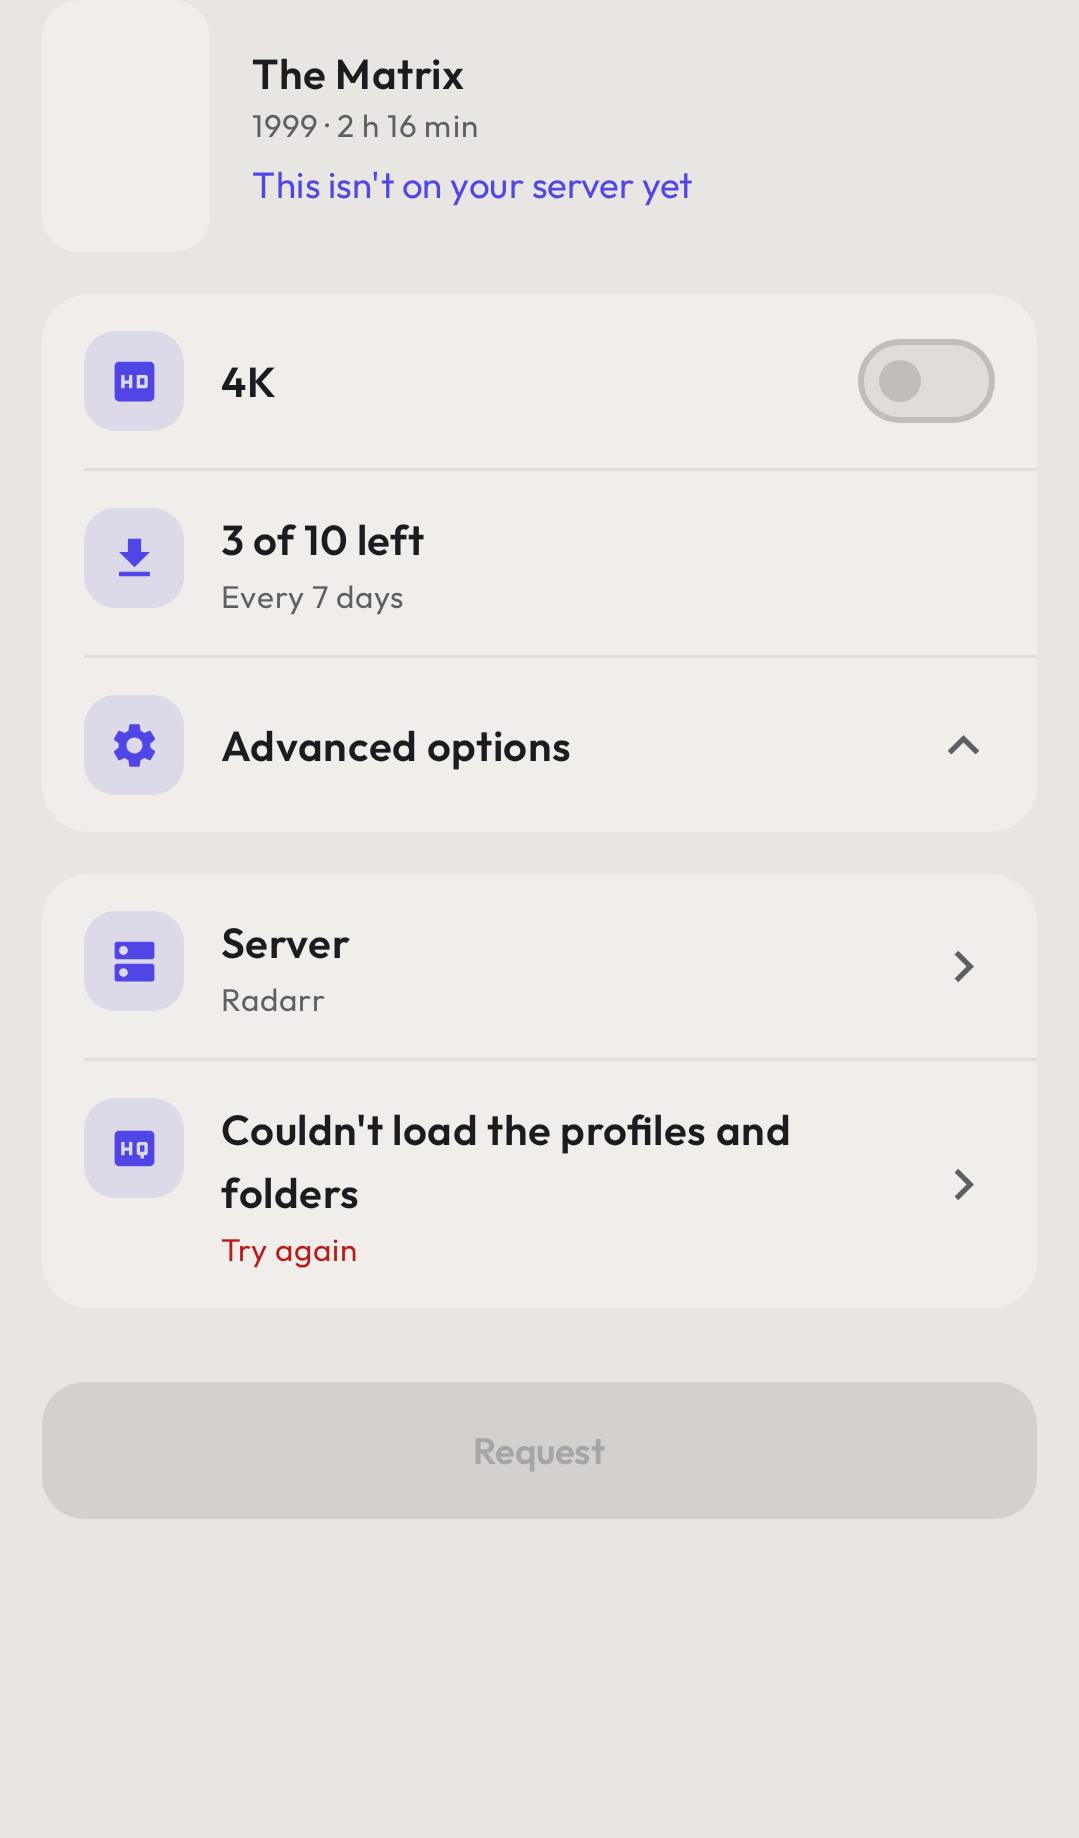 The Matrix
1999 · 2 h 16 min
This isn't on your server yet
HD
4K
3 of 10 left
Every 7 days
Advanced options
Server
Radarr
HQ
Couldn't load the profiles and
folders
Try again
Request